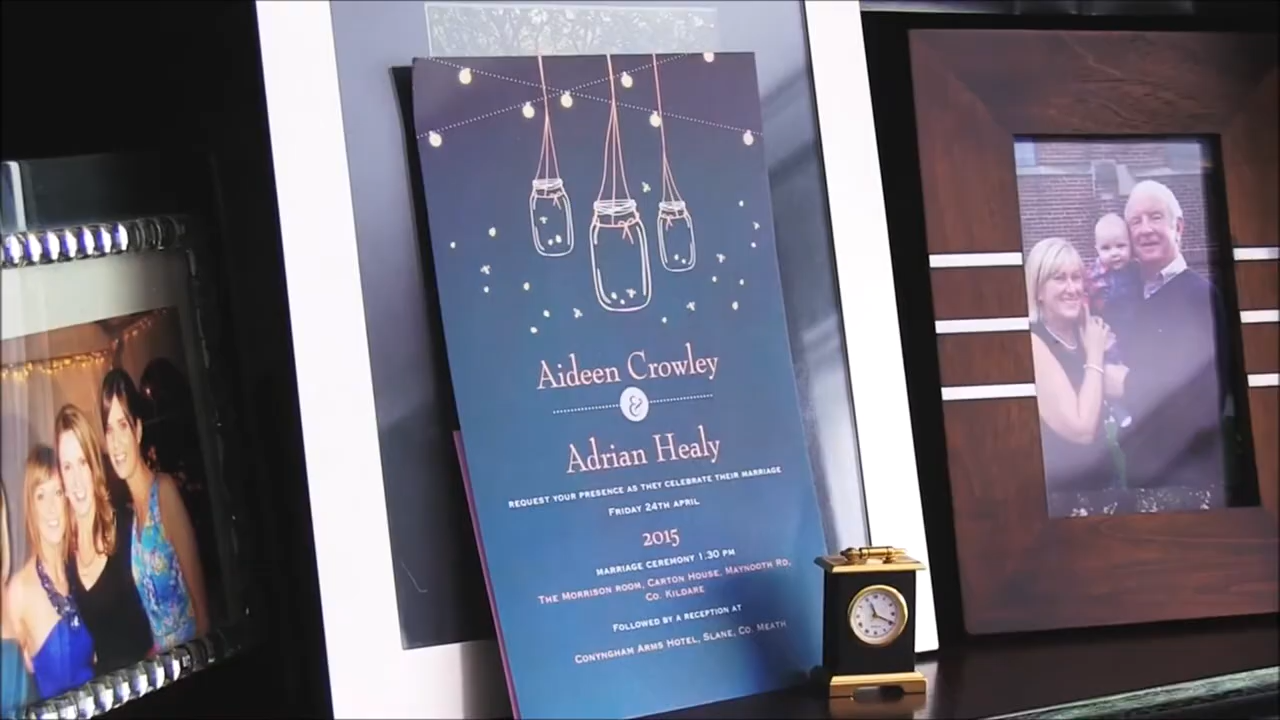 Aideen Crowley
&
Adrian Healy
REQUEST YOUR PRESENCE AS THEY CELEBRATE THEIR MARRIAGE
FRIDAY 24TH APRIL
2015
MARRIAGE CEREMONY 1.30 PM
THE MORRISON ROOM, CARTON HOUSE, MAYNOOTH RD,
CO. KILDARE
FOLLOWED BY A RECEPTION AT
CONYNGHAM ARMS HOTEL, SLANE, CO. MEATH